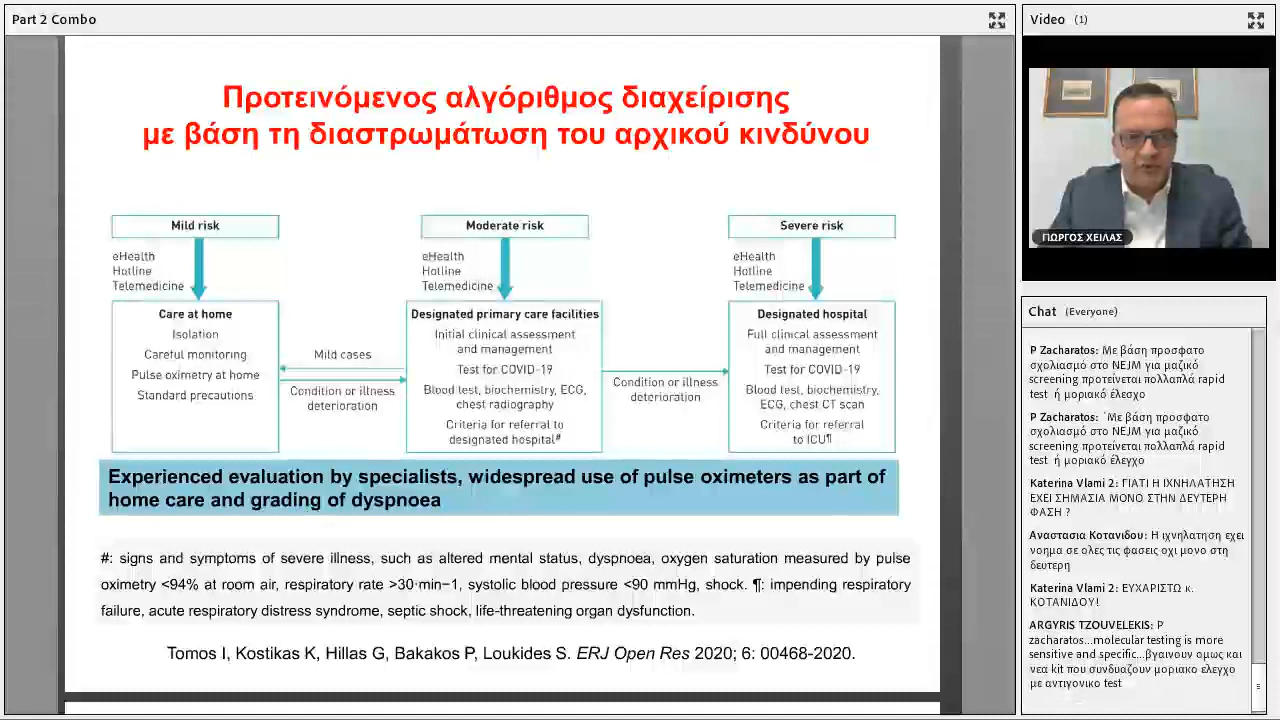 Part 2 Combo
Προτεινόμενος αλγόριθμος διαχείρισης
με βάση τη διαστρωμάτωση του αρχικού κινδύνου
Mild risk
eHealth
Hotline
Telemedicine
Care at home
Isolation
Careful monitoring
Pulse oximetry at home
Standard precautions
Mild cases
Condition or illness
deterioration
Moderate risk
eHealth
Hotline
Telemedicine
Designated primary care facilities
Initial clinical assessment
and management
Test for COVID-19
Blood test, biochemistry, ECG,
chest radiography
Criteria for referral to
designated hospital#
Condition or illness
deterioration
Severe risk
eHealth
Hotline
Telemedicine
Designated hospital
Full clinical assessment
and management
Test for COVID-19
Blood test, biochemistry,
ECG, chest CT scan
Criteria for referral
to ICU¶
Experienced evaluation by specialists, widespread use of pulse oximeters as part of
home care and grading of dyspnoea
#: signs and symptoms of severe illness, such as altered mental status, dyspnoea, oxygen saturation measured by pulse
oximetry <94% at room air, respiratory rate >30·min−1, systolic blood pressure <90 mmHg, shock. ¶: impending respiratory
failure, acute respiratory distress syndrome, septic shock, life-threatening organ dysfunction.
Tomos I, Kostikas K, Hillas G, Bakakos P, Loukides S. ERJ Open Res 2020; 6: 00468-2020.
Video (1)
ΓΙΩΡΓΟΣ ΧΕΙΛΑΣ
Chat (Everyone)
P Zacharatos: Με βάση προσφατο
σχολιασμό στο NEJM για μαζικό
screening προτείνεται πολλαπλά rapid
test ή μοριακό έλεσχο
P Zacharatos: ΄Με βάση προσφατο
σχολιασμό στο NEJM για μαζικό
screening προτείνεται πολλαπλά rapid
test ή μοριακό έλεγχο
Katerina Vlami 2: ΓΙΑΤΙ Η ΙΧΝΗΛΑΤΗΣΗ
ΕΧΕΙ ΣΗΜΑΣΙΑ ΜΟΝΟ ΣΤΗΝ ΔΕΥΤΕΡΗ
ΦΑΣΗ ?
Αναστασια Κοτανιδου: Η ιχνηλατηση εχει
νοημα σε ολες τις φασεις οχι μονο στη
δευτερη
Katerina Vlami 2: ΕΥΧΑΡΙΣΤΩ κ.
ΚΟΤΑΝΙΔΟΥ!
ARGYRIS TZOUVELEKIS: P
zacharatos...molecular testing is more
sensitive and specific...βγαινουν ομως και
νεα kit που συνδυαζουν μοριακο ελεγχο
με αντιγονικο test